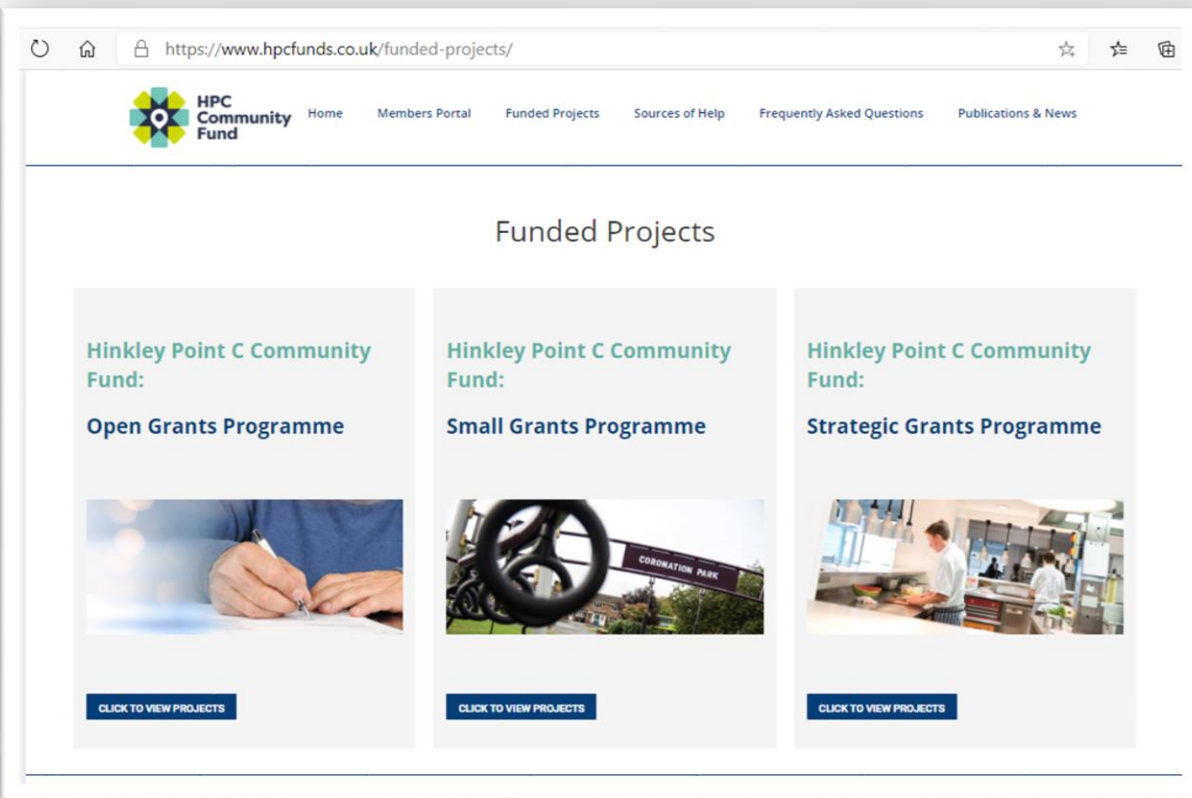 https://www.hpcfunds.co.uk/funded-projects/
HPC
Community
Fund
Home Members Portal Funded Projects Sources of Help Frequently Asked Questions Publications & News
Funded Projects
Hinkley Point C Community
Fund:
Open Grants Programme
CLICK TO VIEW PROJECTS
Hinkley Point C Community
Fund:
Small Grants Programme
CORONATION PARK
CLICK TO VIEW PROJECTS
Hinkley Point C Community
Fund:
Strategic Grants Programme
CLICK TO VIEW PROJECTS